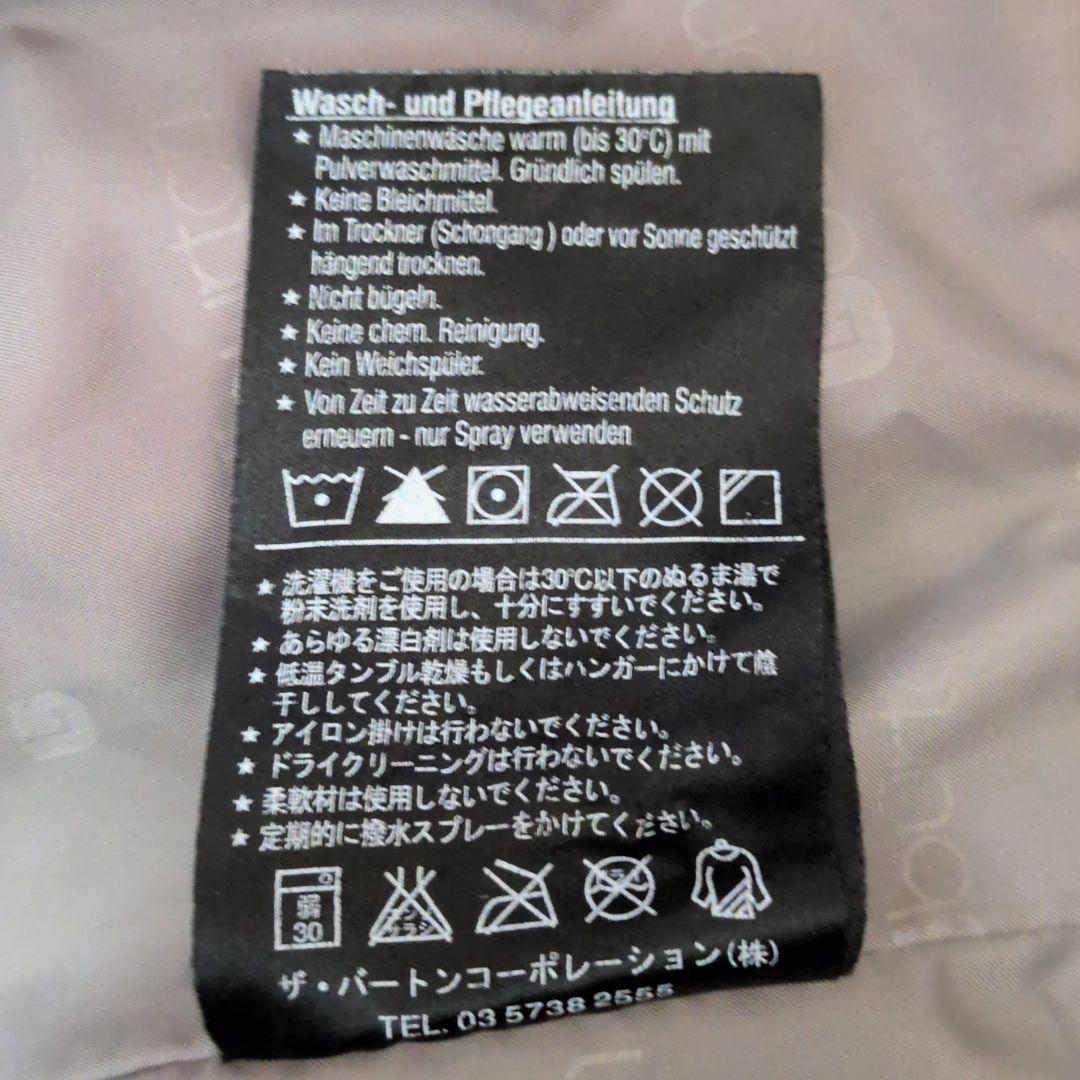 Wasch- und Pflegeanleitung
★ Maschinenwäsche warm (bis 30°C) mit
Pulverwaschmittel. Gründlich spülen.
★ Keine Bleichmittel.
★ Im Trockner (Schongang ) oder vor Sonne geschützt
hängend trocknen.
★ Nicht bügeln.
★ Keine chem. Reinigung.
★ Kein Weichspüler.
★ Von Zeit zu Zeit wasserabweisenden Schutz
erneuern - nur Spray verwenden
★ 洗濯機をご使用の場合は30℃以下のぬるま湯で
粉末洗剤を使用し、十分にすすいでください。
★ あらゆる漂白剤は使用しないでください。
★ 低温タンブル乾燥もしくはハンガーにかけて陰
干ししてください。
★ アイロン掛けは行わないでください。
★ ドライクリーニングは行わないでください。
★ 柔軟材は使用しないでください。
★ 定期的に撥水スプレーをかけてください。
弱
30
エンソ
サラシ
ドライ
ザ・バートンコーポレーション(株)
TEL. 03 5738 2555